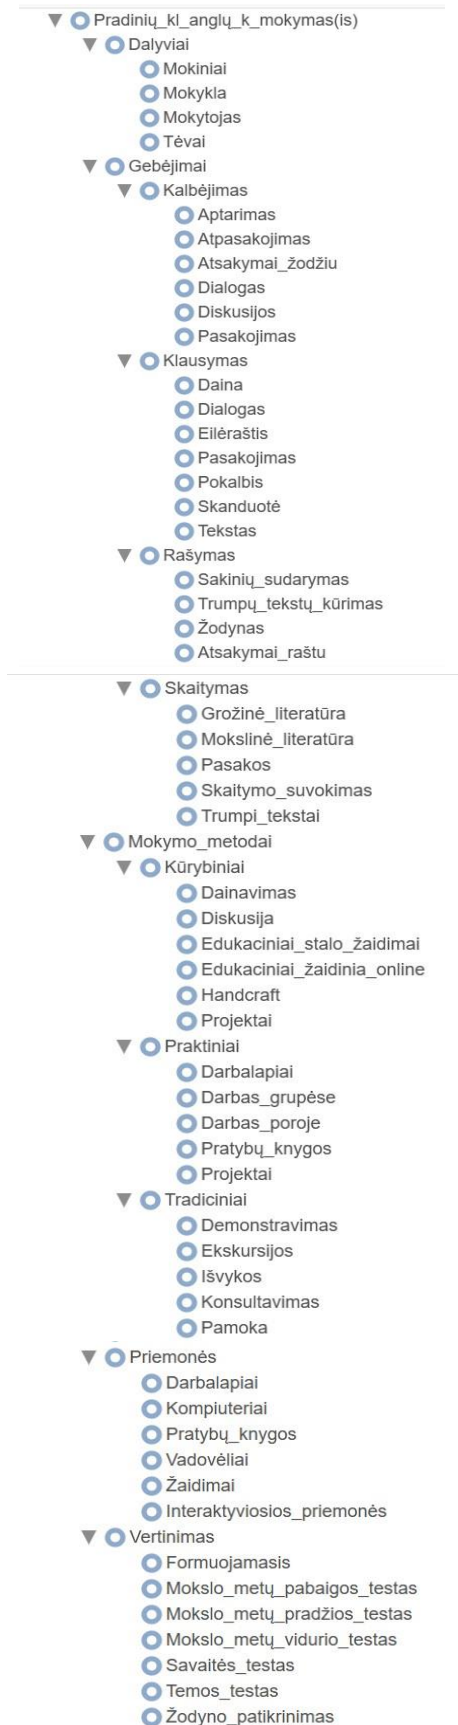 Pradinių_kl_anglų_k_mokymas(is)
Dalyviai
Mokiniai
Mokykla
Mokytojas
Tėvai
Gebėjimai
Kalbėjimas
Aptarimas
Atpasakojimas
Atsakymai_žodžiu
Dialogas
Diskusijos
Pasakojimas
Klausymas
Daina
Dialogas
Eilėraštis
Pasakojimas
Pokalbis
Skanduotė
Tekstas
Rašymas
Sakinių_sudarymas
Trumpų_tekstų_kūrimas
Žodynas
Atsakymai_raštu
Skaitymas
Grožinė_literatūra
Mokslinė_literatūra
Pasakos
Skaitymo_suvokimas
Trumpi_tekstai
Mokymo_metodai
Kūrybiniai
Dainavimas
Diskusija
Edukaciniai_stalo_žaidimai
Edukaciniai_žaidinia_online
Handcraft
Projektai
Praktiniai
Darbalapiai
Darbas_grupėse
Darbas_poroje
Pratybų_knygos
Projektai
Tradiciniai
Demonstravimas
Ekskursijos
Išvykos
Konsultavimas
Pamoka
Priemonės
Darbalapiai
Kompiuteriai
Pratybų_knygos
Vadovėliai
Žaidimai
Interaktyviosios_priemonės
Vertinimas
Formuojamasis
Mokslo_metų_pabaigos_testas
Mokslo_metų_pradžios_testas
Mokslo_metų_vidurio_testas
Savaitės_testas
Temos_testas
Žodyno_patikrinimas